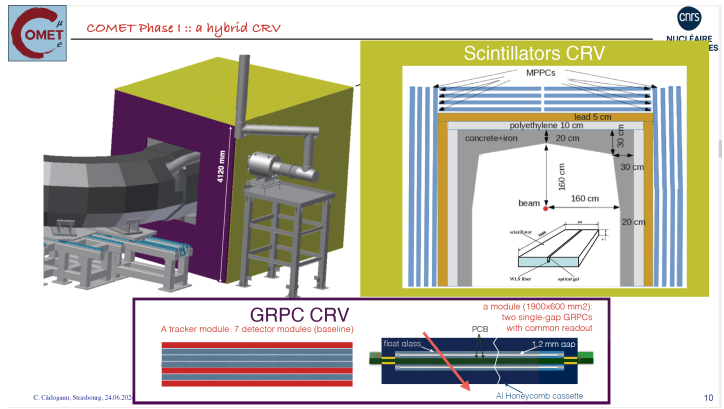 COMET
μ
e
COMET Phase I :: a hybrid CRV
cnrs
NUCLÉAIRE
ES
Scintillators CRV
MPPCs
lead 5 cm
polyethylene 10 cm
concrete+iron
20 cm
30 cm
30 cm
160 cm
160 cm
beam
20 cm
4120 mm
scintillator
WLS fiber
optical gel
GRPC CRV
A tracker module: 7 detector modules (baseline)
a module (1900x600 mm2):
two single-gap GRPCs
with common readout
PCB
float glass
1.2 mm gap
Al Honeycomb cassette
C. Cârloganu, Strasbourg, 24.06.202
10